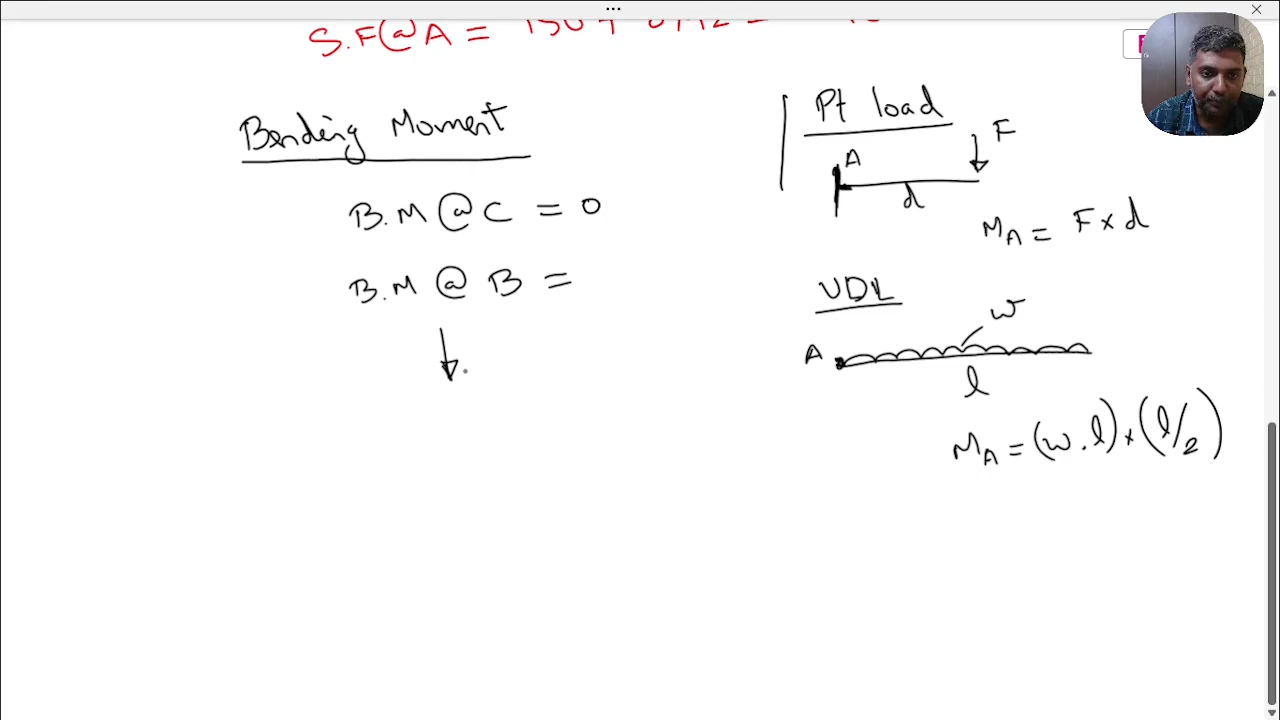 S.F@A =
Bending Moment
B.M @ C = 0
B.M @ B =
Pt load
A
F
d
M_A = F × d
UDL
w
A
l
M_A = (w.l) × (l/2)